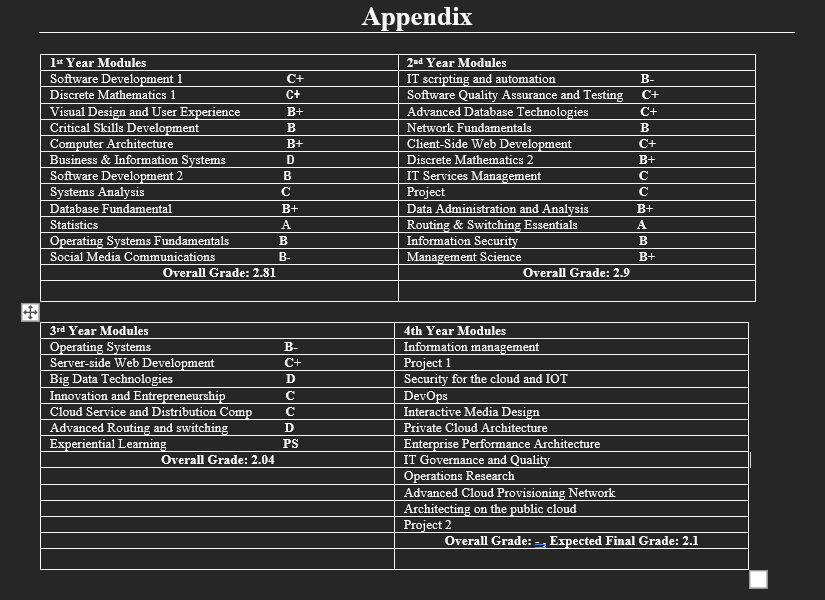 Appendix
1st Year Modules
Software Development 1 C+
Discrete Mathematics 1 C+
Visual Design and User Experience B+
Critical Skills Development B
Computer Architecture B+
Business & Information Systems D
Software Development 2 B
Systems Analysis C
Database Fundamental B+
Statistics A
Operating Systems Fundamentals B
Social Media Communications B-
Overall Grade: 2.81
2nd Year Modules
IT scripting and automation B-
Software Quality Assurance and Testing C+
Advanced Database Technologies C+
Network Fundamentals B
Client-Side Web Development C+
Discrete Mathematics 2 B+
IT Services Management C
Project C
Data Administration and Analysis B+
Routing & Switching Essentials A
Information Security B
Management Science B+
Overall Grade: 2.9
3rd Year Modules
Operating Systems B-
Server-side Web Development C+
Big Data Technologies D
Innovation and Entrepreneurship C
Cloud Service and Distribution Comp C
Advanced Routing and switching D
Experiential Learning PS
Overall Grade: 2.04
4th Year Modules
Information management
Project 1
Security for the cloud and IOT
DevOps
Interactive Media Design
Private Cloud Architecture
Enterprise Performance Architecture
IT Governance and Quality
Operations Research
Advanced Cloud Provisioning Network
Architecting on the public cloud
Project 2
Overall Grade: -, Expected Final Grade: 2.1